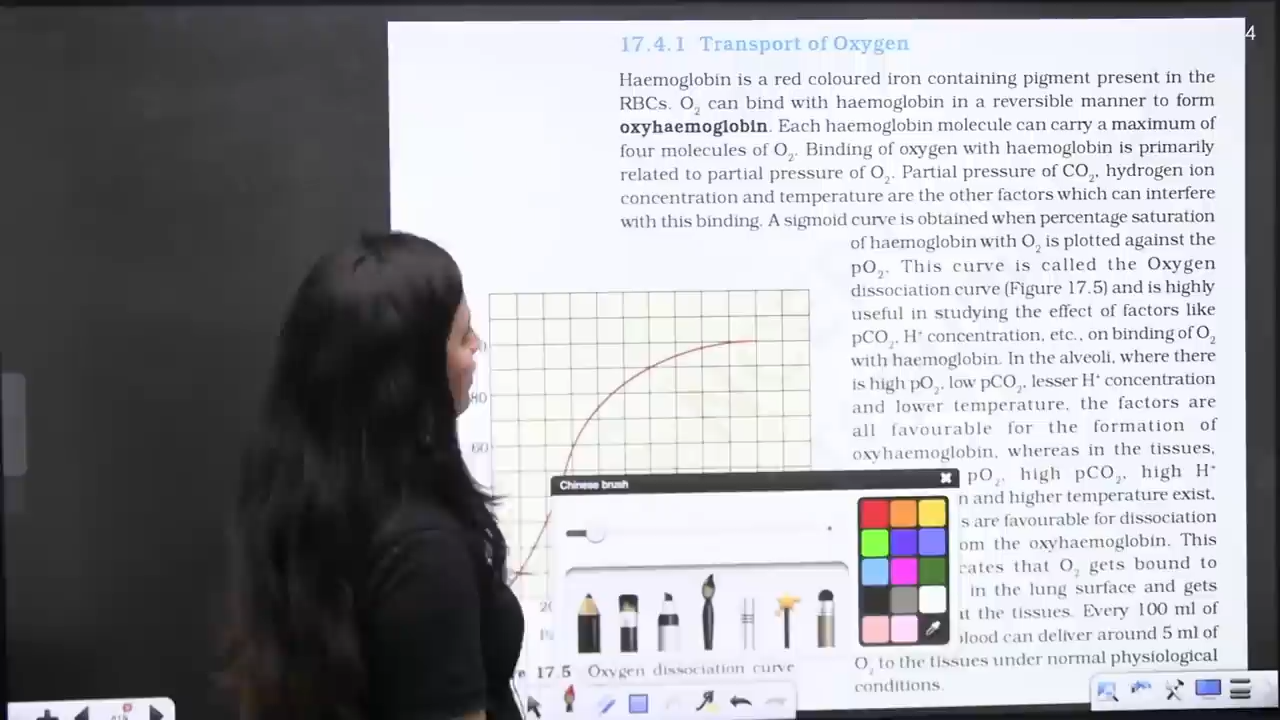 4
17.4.1 Transport of Oxygen
Haemoglobin is a red coloured iron containing pigment present in the
RBCs. O₂ can bind with haemoglobin in a reversible manner to form
oxyhaemoglobin. Each haemoglobin molecule can carry a maximum of
four molecules of O₂. Binding of oxygen with haemoglobin is primarily
related to partial pressure of O₂. Partial pressure of CO₂, hydrogen ion
concentration and temperature are the other factors which can interfere
with this binding. A sigmoid curve is obtained when percentage saturation
of haemoglobin with O₂ is plotted against the
pO₂. This curve is called the Oxygen
dissociation curve (Figure 17.5) and is highly
useful in studying the effect of factors like
pCO₂, H⁺ concentration, etc., on binding of O₂
with haemoglobin. In the alveoli, where there
is high pO₂, low pCO₂, lesser H⁺ concentration
and lower temperature, the factors are
all favourable for the formation of
oxyhaemoglobin, whereas in the tissues,
pO₂, high pCO₂, high H⁺
n and higher temperature exist,
s are favourable for dissociation
om the oxyhaemoglobin. This
cates that O₂ gets bound to
in the lung surface and gets
at the tissues. Every 100 ml of
blood can deliver around 5 ml of
O₂ to the tissues under normal physiological
conditions.
80
60
Chinese brush
17.5 Oxygen dissociation curve